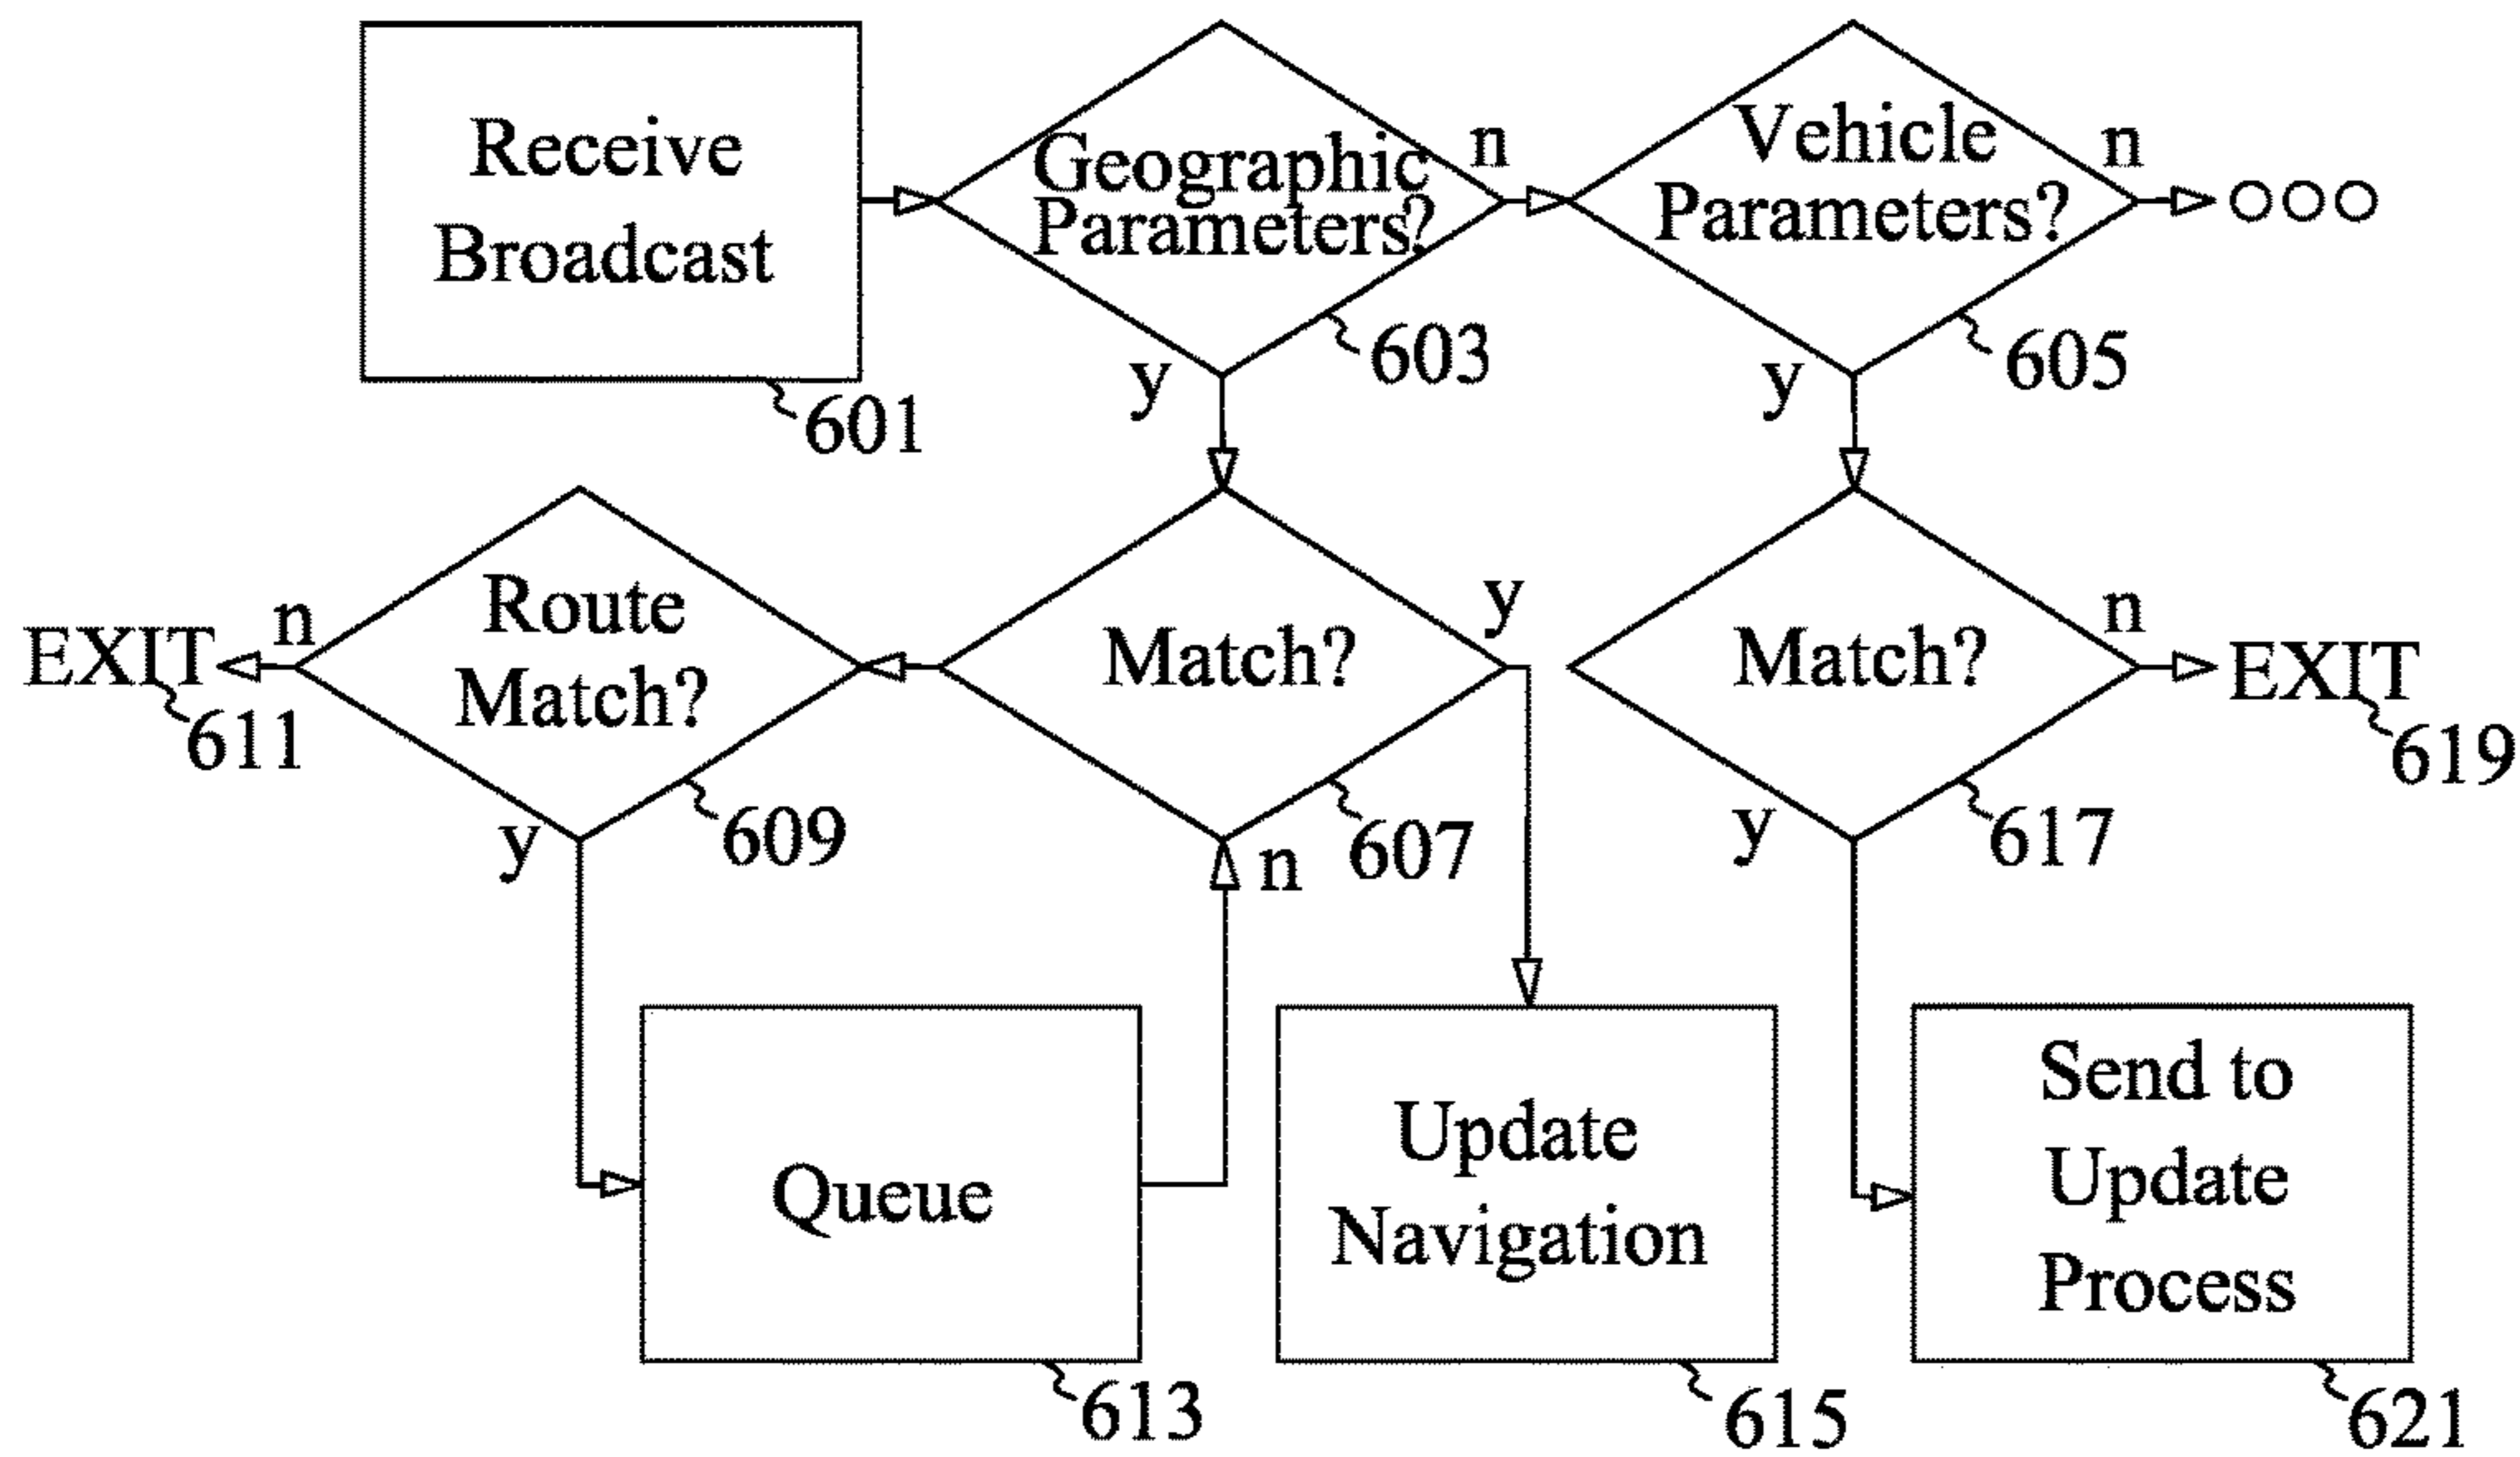 Receive
Broadcast
601
Geographic
Parameters?
n
y
603
Vehicle
Parameters?
n
y
605
EXIT
611
n
Route
Match?
y
609
Match?
y
n
607
Match?
n
y
617
EXIT
619
Queue
613
Update
Navigation
615
Send to
Update
Process
621